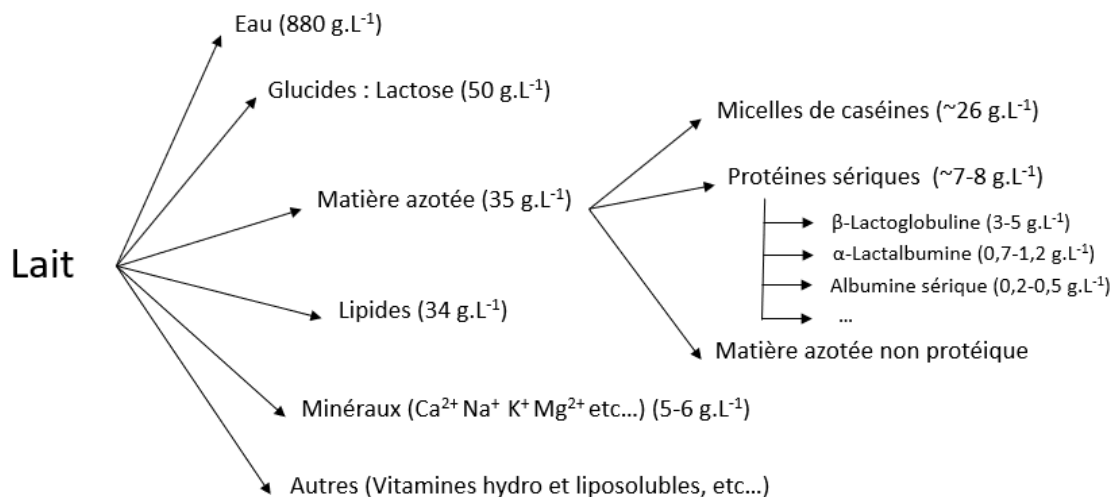 Eau (880 g.L⁻¹)
Glucides : Lactose (50 g.L⁻¹)
Micelles de caséines (~26 g.L⁻¹)
Protéines sériques (~7-8 g.L⁻¹)
Matière azotée (35 g.L⁻¹)
β-Lactoglobuline (3-5 g.L⁻¹)
α-Lactalbumine (0,7-1,2 g.L⁻¹)
Lait
Albumine sérique (0,2-0,5 g.L⁻¹)
Lipides (34 g.L⁻¹)
...
Matière azotée non protéique
Minéraux (Ca²⁺ Na⁺ K⁺ Mg²⁺ etc...) (5-6 g.L⁻¹)
Autres (Vitamines hydro et liposolubles, etc...)